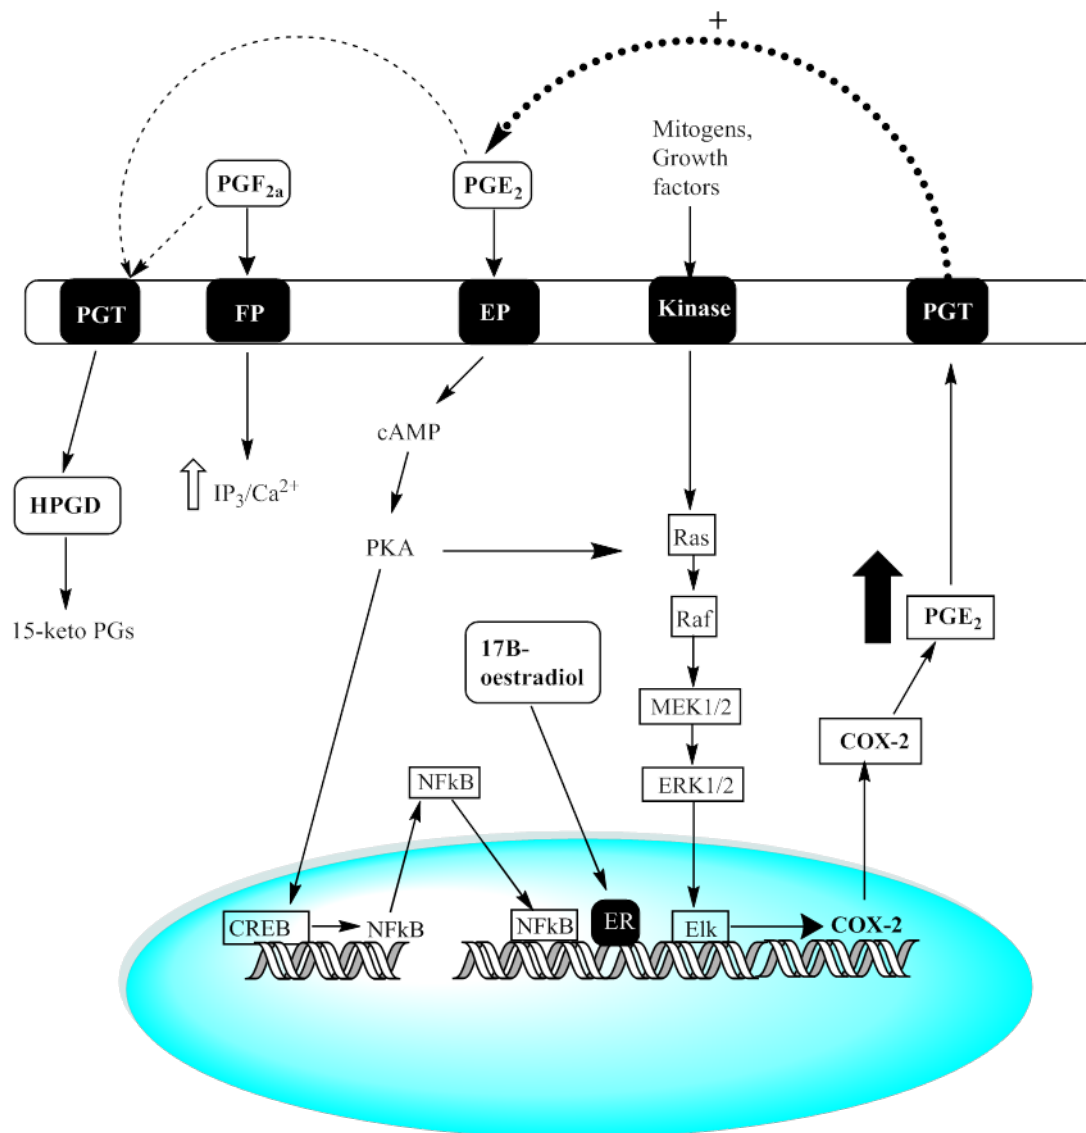 +
Mitogens,
Growth
factors
PGF2a
PGE2
PGT
FP
EP
Kinase
PGT
cAMP
IP3/Ca2+
HPGD
PKA
Ras
15-keto PGs
Raf
PGE2
17B-
oestradiol
MEK1/2
COX-2
NFkB
ERK1/2
CREB
NFkB
NFkB
ER
Elk
COX-2